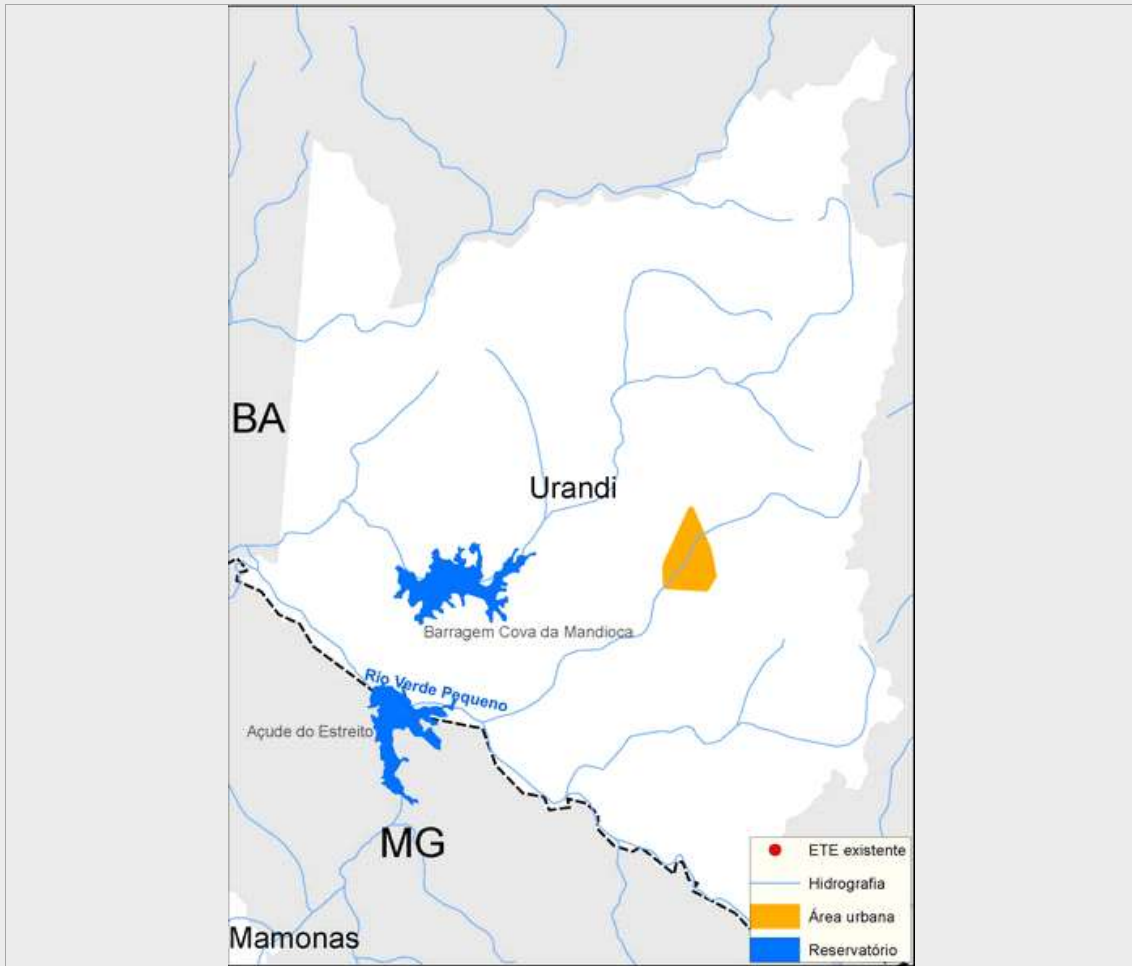 BA
Urandi
Barragem Cova da Mandioca
Rio Verde Pequeno
Açude do Estreito
MG
Mamonas
ETE existente
Hidrografia
Área urbana
Reservatório